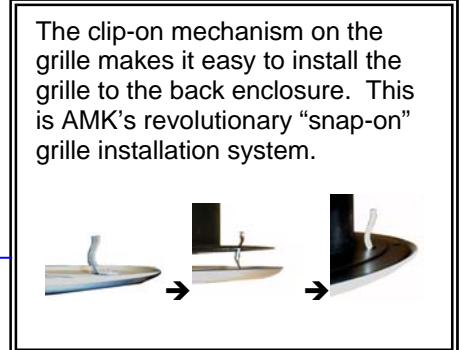 The clip-on mechanism on the
grille makes it easy to install the
grille to the back enclosure.  This
is AMK’s revolutionary “snap-on”
grille installation system.